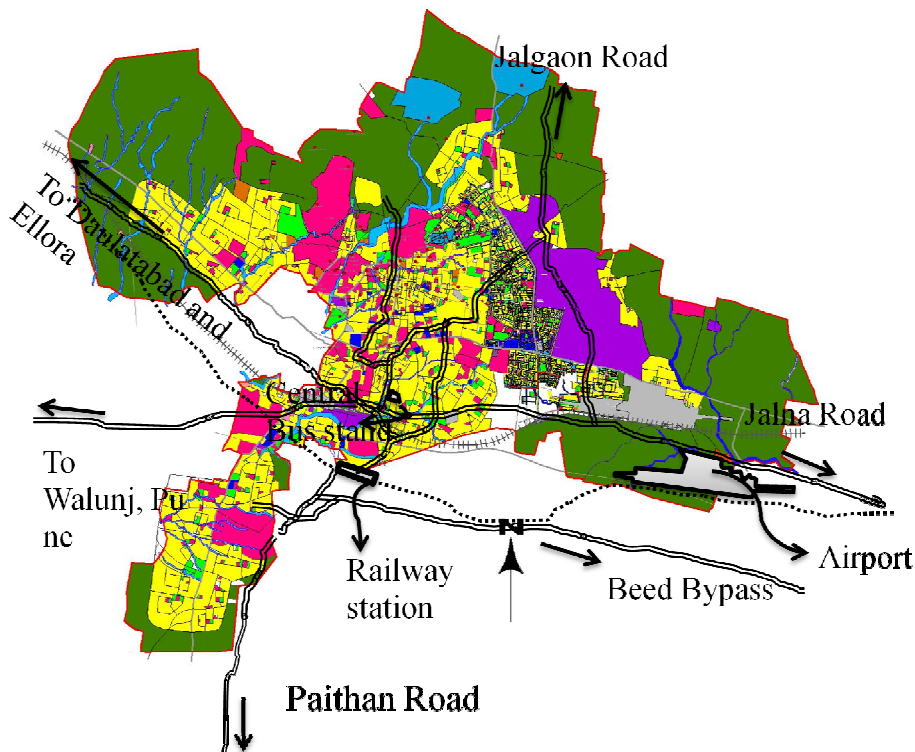 Jalgaon Road
To Daulatabad and
Ellora
Central
Bus stand
Jalna Road
To
Walunj, Pu
ne
Railway
station
N
Airport
Beed Bypass
Paithan Road